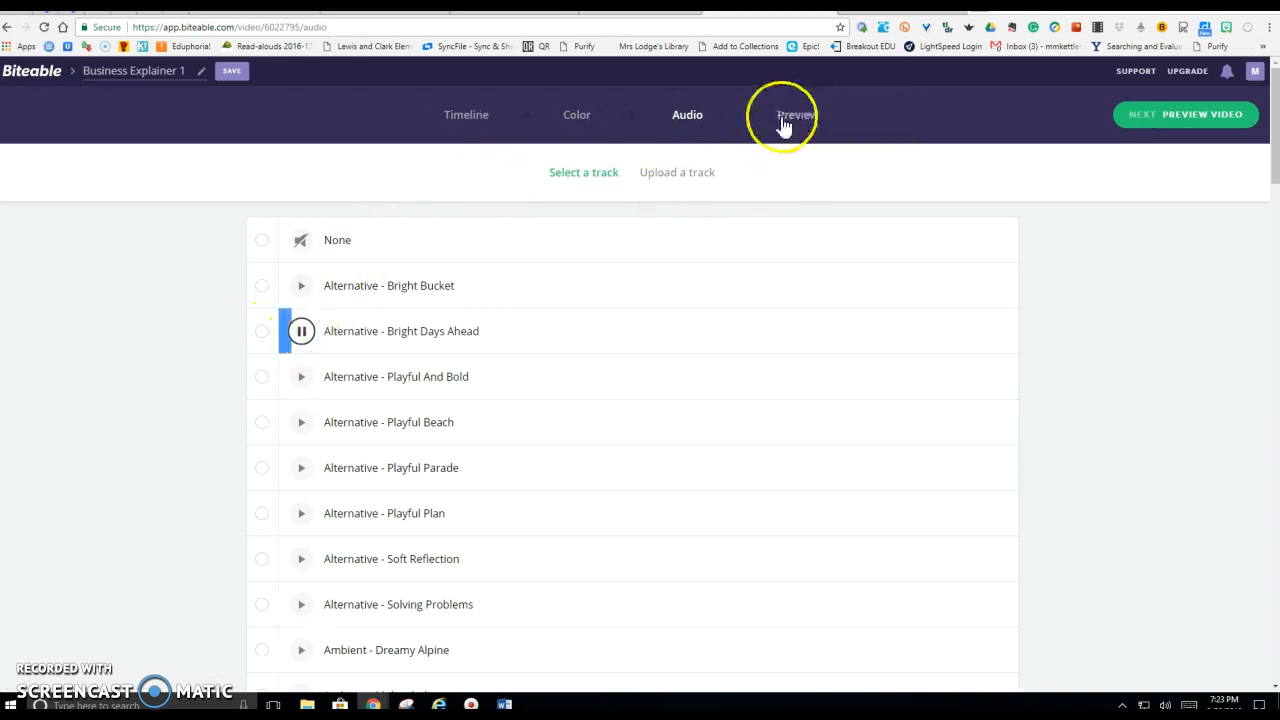 Secure https://app.biteable.com/video/6022795/audio
Apps Eduphoria! Read-alouds 2016-17 Lewis and Clark Elem SyncFile - Sync & Sh QR Purify Mrs Lodge's Library Add to Collections Epic! Breakout EDU LightSpeed Login Inbox (3) - mmkettler Searching and Evalua Purify
Biteable > Business Explainer 1 SAVE SUPPORT UPGRADE M
Timeline Color Audio Preview NEXT PREVIEW VIDEO
Select a track Upload a track
None
Alternative - Bright Bucket
Alternative - Bright Days Ahead
Alternative - Playful And Bold
Alternative - Playful Beach
Alternative - Playful Parade
Alternative - Playful Plan
Alternative - Soft Reflection
Alternative - Solving Problems
Ambient - Dreamy Alpine
RECORDED WITH
SCREENCAST MATIC
Type here to search
7:23 PM